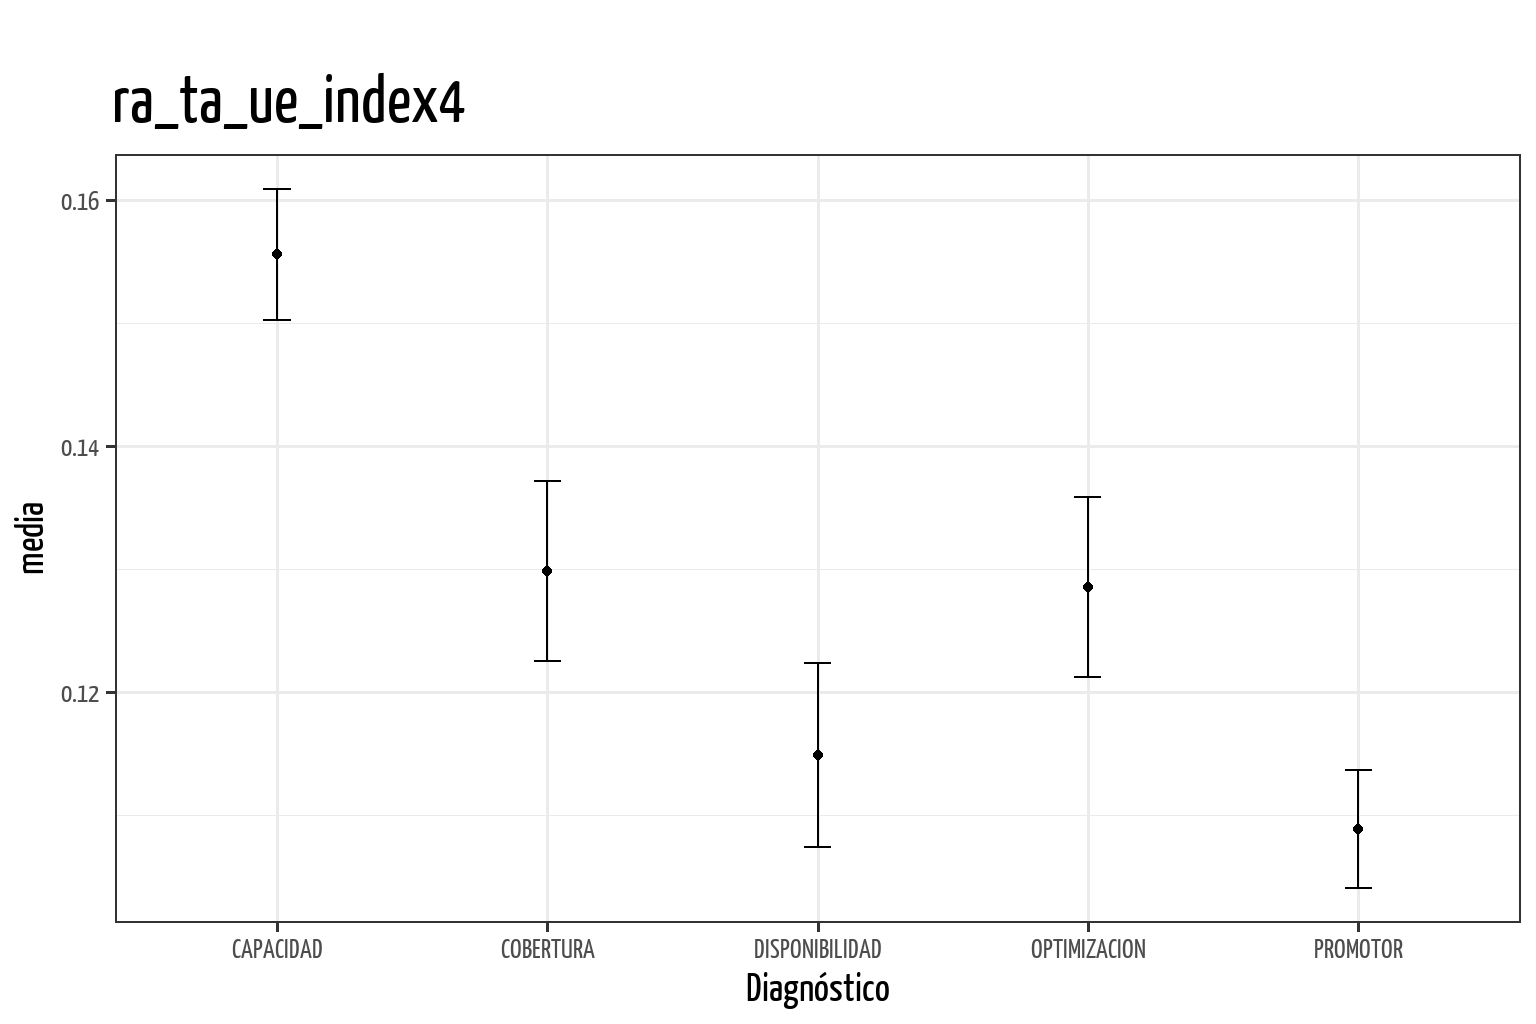 ra_ta_ue_index4
0.16
0.14
0.12
media
CAPACIDAD
COBERTURA
DISPONIBILIDAD
OPTIMIZACION
PROMOTOR
Diagnóstico